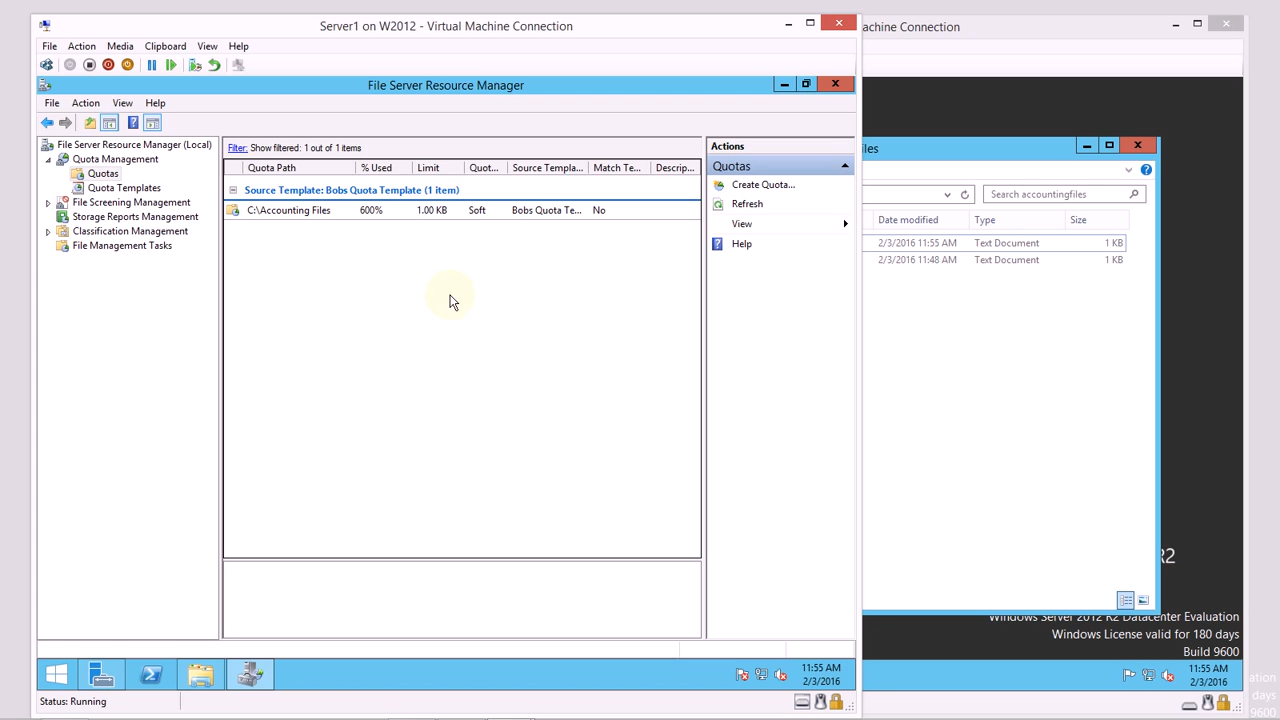 Server1 on W2012 - Virtual Machine Connection
File Action Media Clipboard View Help
File Server Resource Manager
File Action View Help
File Server Resource Manager (Local)
Quota Management
Quotas
Quota Templates
File Screening Management
Storage Reports Management
Classification Management
File Management Tasks
Filter: Show filtered: 1 out of 1 items
Quota Path % Used Limit Quot... Source Templa... Match Te... Descrip...
Source Template: Bobs Quota Template (1 item)
C:\Accounting Files 600% 1.00 KB Soft Bobs Quota Te... No
Actions
Quotas
Create Quota...
Refresh
View
Help
11:55 AM
2/3/2016
Status: Running
achine Connection
les
Search accountingfiles
Date modified Type Size
2/3/2016 11:55 AM Text Document 1 KB
2/3/2016 11:48 AM Text Document 1 KB
R2
Windows Server 2012 R2 Datacenter Evaluation
Windows License valid for 180 days
Build 9600
11:55 AM
2/3/2016
ation
days
9600